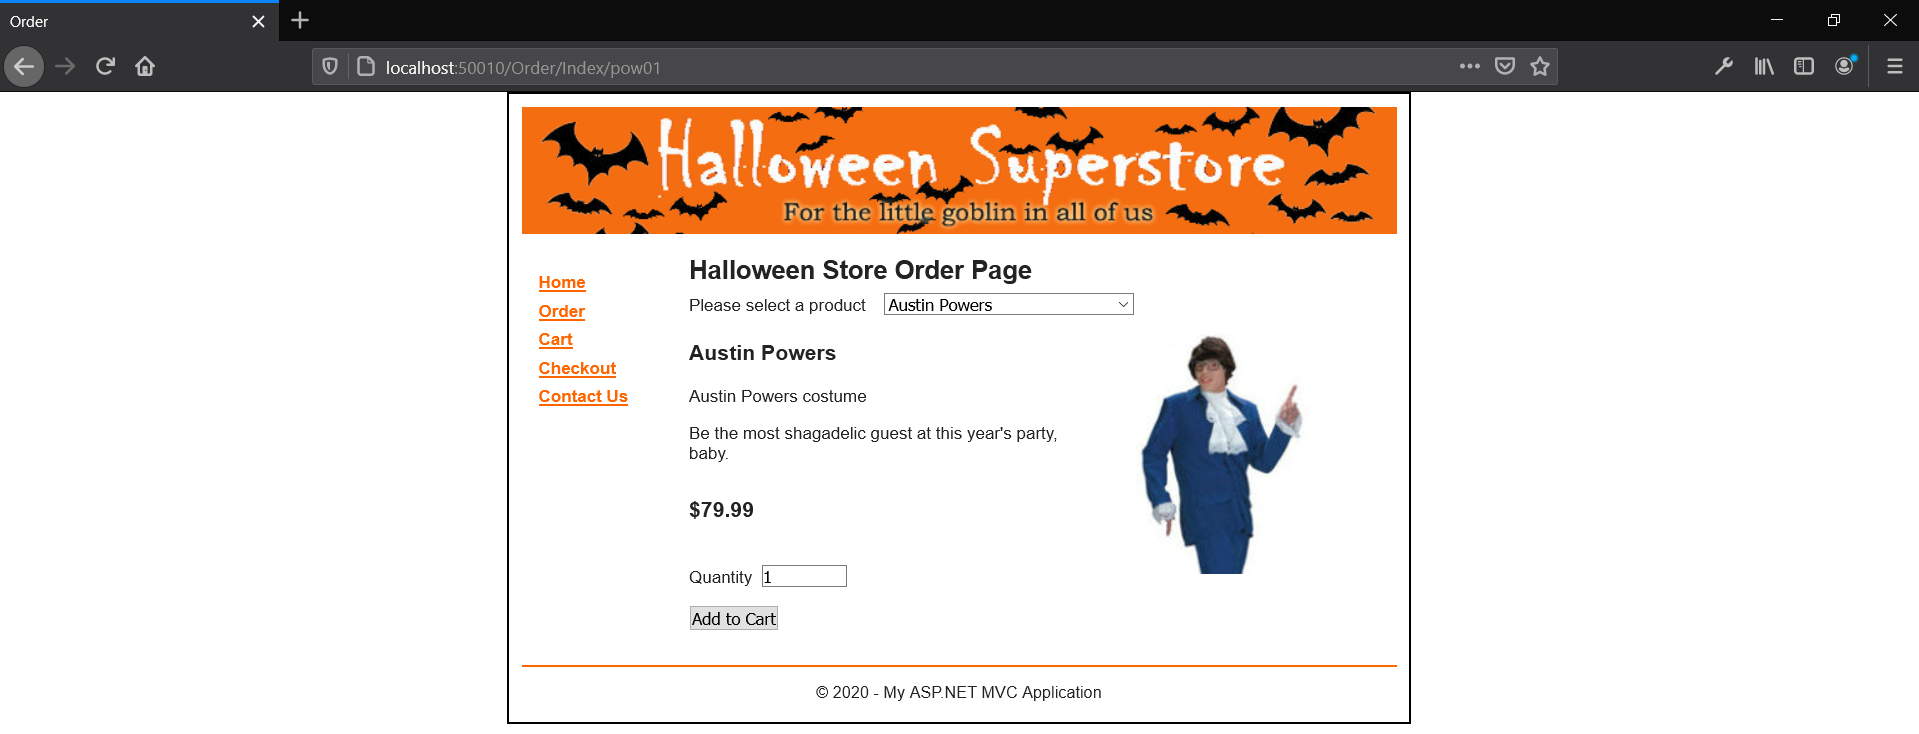 Order
localhost:50010/Order/Index/pow01
Halloween Superstore
For the little goblin in all of us
Home
Order
Cart
Checkout
Contact Us
Halloween Store Order Page
Please select a product Austin Powers
Austin Powers
Austin Powers costume
Be the most shagadelic guest at this year's party,
baby.
$79.99
Quantity 1
Add to Cart
© 2020 - My ASP.NET MVC Application